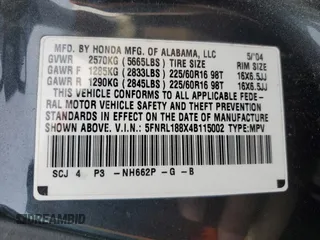 MFD. BY HONDA MFG. OF ALABAMA, LLC 5/'04
GVWR 2570KG (5665LBS) TIRE SIZE RIM SIZE
GAWR F 1285KG (2833LBS) 225/60R16 98T 16X6.5JJ
GAWR R 1290KG (2845LBS) 225/60R16 98T 16X6.5JJ
THIS VEHICLE CONFORMS TO ALL APPLICABLE FEDE-
RAL MOTOR VEHICLE SAFETY AND THEFT PREVENTION
STANDARDS IN EFFECT ON THE DATE OF MANUFACTURE
SHOWN ABOVE. V.I.N.: 5FNRL188X4B115002 TYPE:MPV
SCJ 4 P3 -NH662P -G -B
STREAM BID